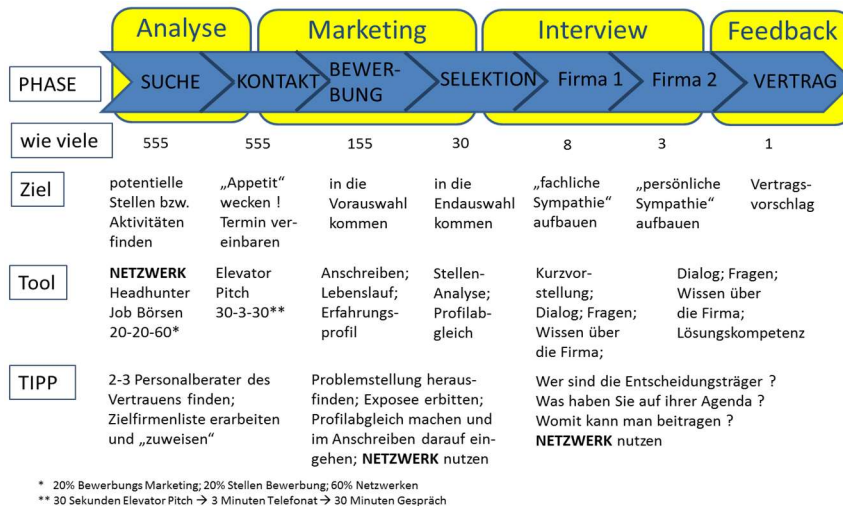 Analyse Marketing Interview Feedback
PHASE SUCHE KONTAKT BEWER-
BUNG SELEKTION Firma 1 Firma 2 VERTRAG
wie viele 555 555 155 30 8 3 1
Ziel
potentielle
Stellen bzw.
Aktivitäten
finden
„Appetit“
wecken !
Termin ver-
einbaren
in die
Vorauswahl
kommen
in die
Endauswahl
kommen
„fachliche
Sympathie“
aufbauen
„persönliche
Sympathie“
aufbauen
Vertrags-
vorschlag
Tool
NETZWERK
Headhunter
Job Börsen
20-20-60*
Elevator
Pitch
30-3-30**
Anschreiben;
Lebenslauf;
Erfahrungs-
profil
Stellen-
Analyse;
Profilab-
gleich
Kurzvor-
stellung;
Dialog; Fragen;
Wissen über
die Firma;
Dialog; Fragen;
Wissen über
die Firma;
Lösungskompetenz
TIPP
2-3 Personalberater des
Vertrauens finden;
Zielfirmenliste erarbeiten
und „zuweisen“
Problemstellung heraus-
finden; Exposee erbitten;
Profilabgleich machen und
im Anschreiben darauf ein-
gehen; NETZWERK nutzen
Wer sind die Entscheidungsträger ?
Was haben Sie auf ihrer Agenda ?
Womit kann man beitragen ?
NETZWERK nutzen
* 20% Bewerbungs Marketing; 20% Stellen Bewerbung; 60% Netzwerken
** 30 Sekunden Elevator Pitch → 3 Minuten Telefonat → 30 Minuten Gespräch